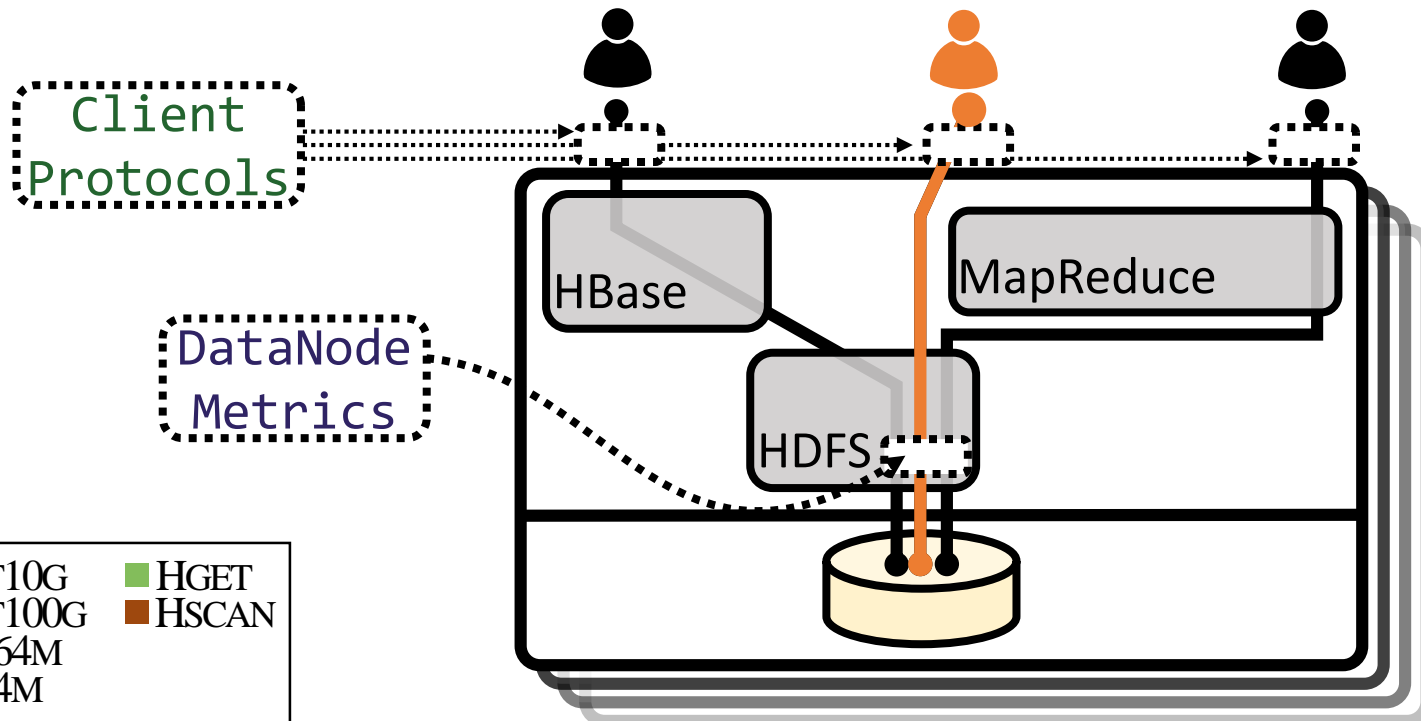 Client
Protocols
HBase
MapReduce
DataNode
Metrics
HDFS
HGET
HSCAN